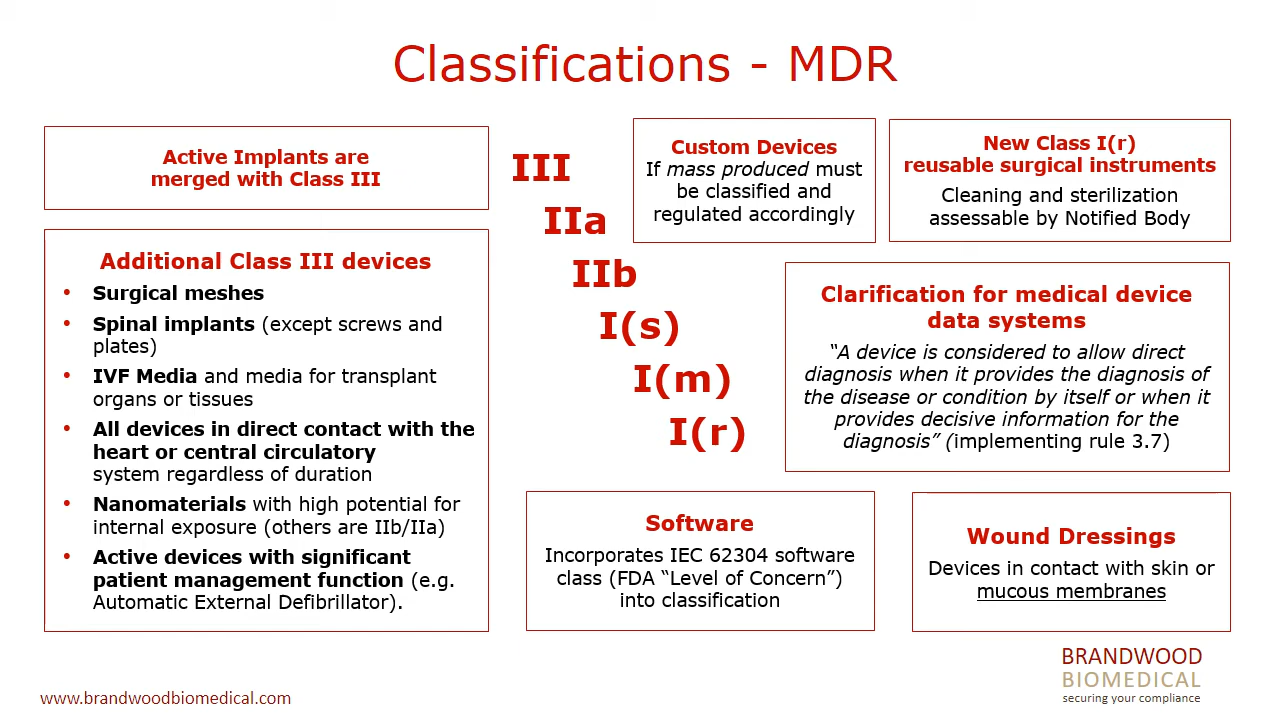 Classifications - MDR
Active Implants are
merged with Class III
Additional Class III devices
• Surgical meshes
• Spinal implants (except screws and
plates)
• IVF Media and media for transplant
organs or tissues
• All devices in direct contact with the
heart or central circulatory
system regardless of duration
• Nanomaterials with high potential for
internal exposure (others are IIb/IIa)
• Active devices with significant
patient management function (e.g.
Automatic External Defibrillator).
III
IIa
IIb
I(s)
I(m)
I(r)
Custom Devices
If mass produced must
be classified and
regulated accordingly
New Class I(r)
reusable surgical instruments
Cleaning and sterilization
assessable by Notified Body
Clarification for medical device
data systems
“A device is considered to allow direct
diagnosis when it provides the diagnosis of
the disease or condition by itself or when it
provides decisive information for the
diagnosis” (implementing rule 3.7)
Software
Incorporates IEC 62304 software
class (FDA “Level of Concern”)
into classification
Wound Dressings
Devices in contact with skin or
mucous membranes
www.brandwoodbiomedical.com
BRANDWOOD
BIOMEDICAL
securing your compliance